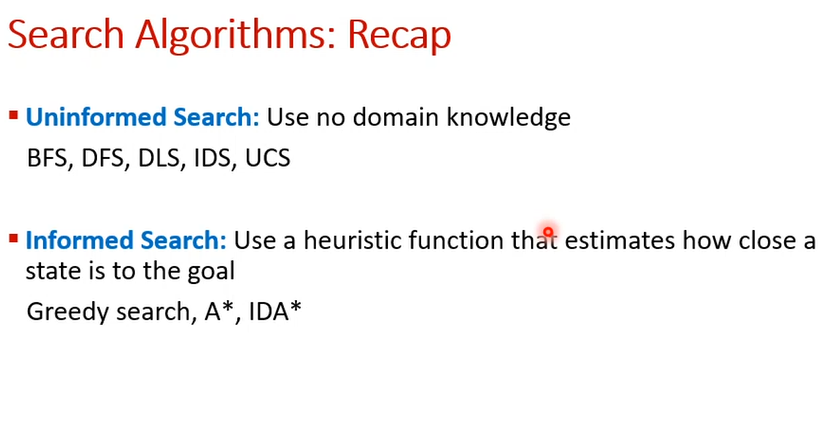 Search Algorithms: Recap
Uninformed Search: Use no domain knowledge
BFS, DFS, DLS, IDS, UCS
Informed Search: Use a heuristic function that estimates how close a
state is to the goal
Greedy search, A*, IDA*